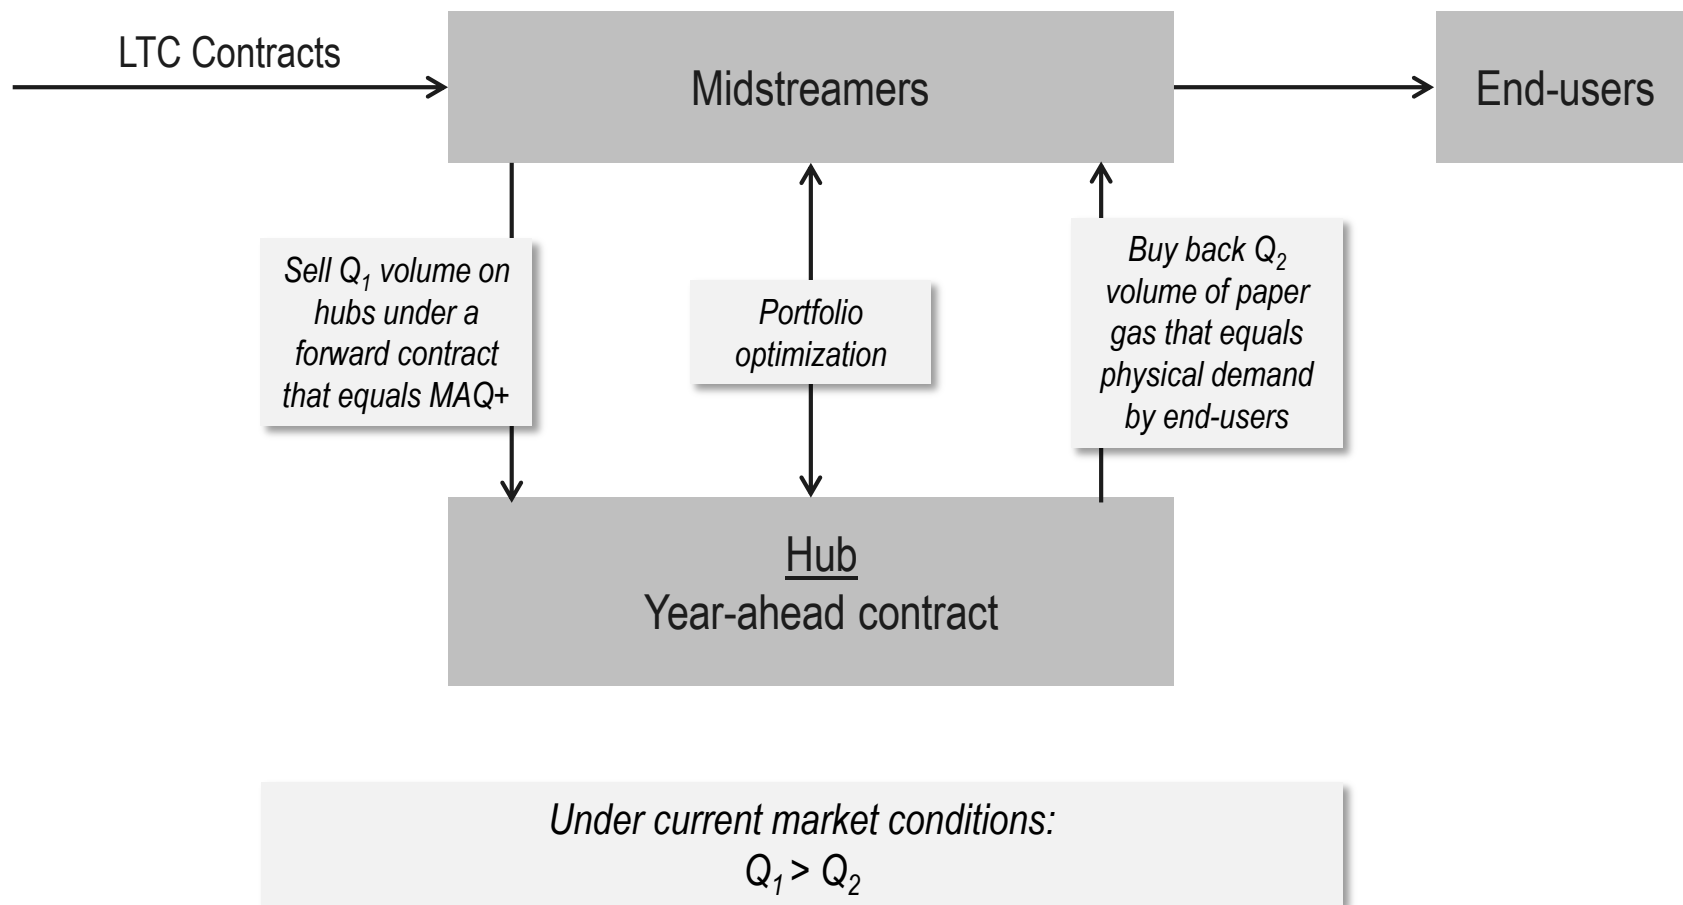 LTC Contracts
Midstreamers
End-users
Sell Q₁ volume on
hubs under a
forward contract
that equals MAQ+
Portfolio
optimization
Buy back Q₂
volume of paper
gas that equals
physical demand
by end-users
Hub
Year-ahead contract
Under current market conditions:
Q₁ > Q₂